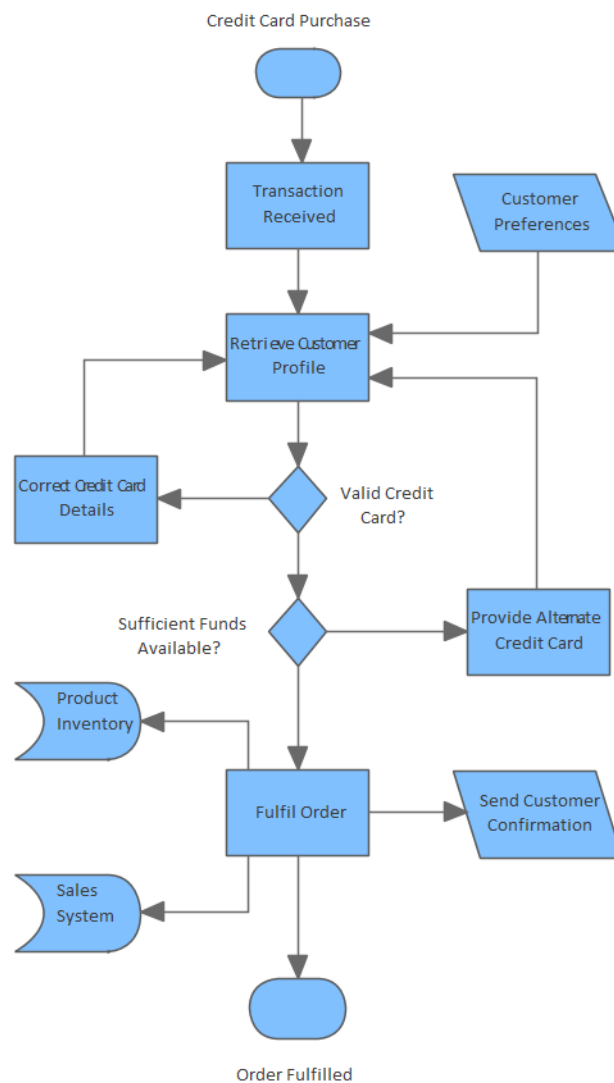 Credit Card Purchase
Transaction
Received
Customer
Preferences
Retrieve Customer
Profile
Correct Credit Card
Details
Valid Credit
Card?
Sufficient Funds
Available?
Provide Alternate
Credit Card
Product
Inventory
Fulfil Order
Send Customer
Confirmation
Sales
System
Order Fulfilled